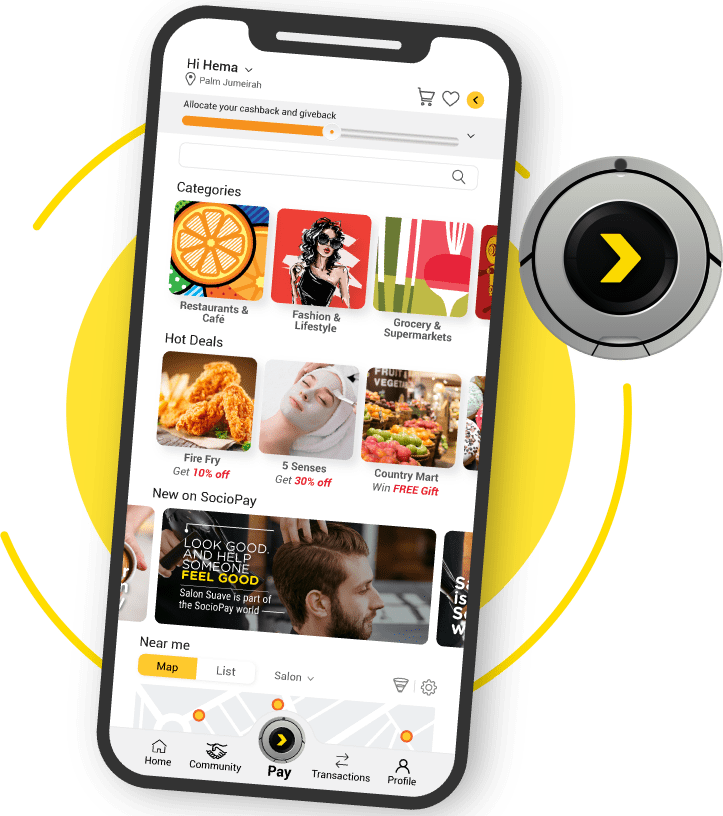 Hi Hema
Palm Jumeirah
Allocate your cashback and giveback
Categories
Restaurants &
Café
Fashion &
Lifestyle
Grocery &
Supermarkets
Hot Deals
FRUIT
VEGETA
Fire Fry
Get 10% off
5 Senses
Get 30% off
Country Mart
Win FREE Gift
New on SocioPay
LOOK GOOD.
AND HELP
SOMEONE
FEEL GOOD
Salon Suave is part of
the SocioPay world
Near me
Map
List
Salon
Home
Community
Pay
Transactions
Profile